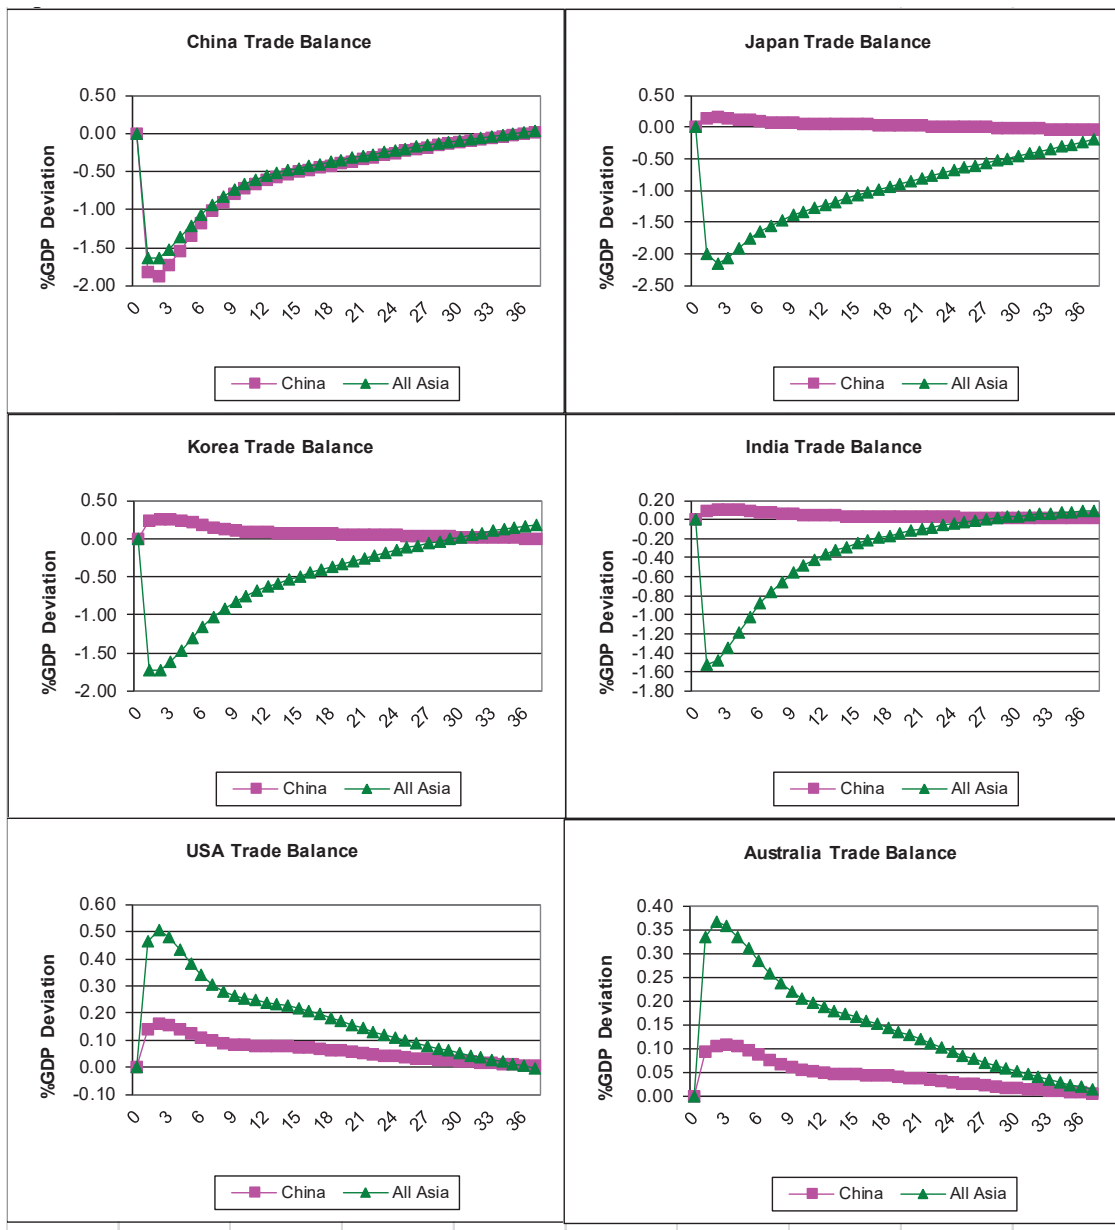 China Trade Balance
%GDP Deviation
0.50
0.00
-0.50
-1.00
-1.50
-2.00
0 3 6 9 12 15 18 21 24 27 30 33 36
China All Asia
Japan Trade Balance
%GDP Deviation
0.50
0.00
-0.50
-1.00
-1.50
-2.00
-2.50
0 3 6 9 12 15 18 21 24 27 30 33 36
China All Asia
Korea Trade Balance
%GDP Deviation
0.50
0.00
-0.50
-1.00
-1.50
-2.00
0 3 6 9 12 15 18 21 24 27 30 33 36
China All Asia
India Trade Balance
%GDP Deviation
0.20
0.00
-0.20
-0.40
-0.60
-0.80
-1.00
-1.20
-1.40
-1.60
-1.80
0 3 6 9 12 15 18 21 24 27 30 33 36
China All Asia
USA Trade Balance
%GDP Deviation
0.60
0.50
0.40
0.30
0.20
0.10
0.00
-0.10
0 3 6 9 12 15 18 21 24 27 30 33 36
China All Asia
Australia Trade Balance
%GDP Deviation
0.40
0.35
0.30
0.25
0.20
0.15
0.10
0.05
0.00
0 3 6 9 12 15 18 21 24 27 30 33 36
China All Asia